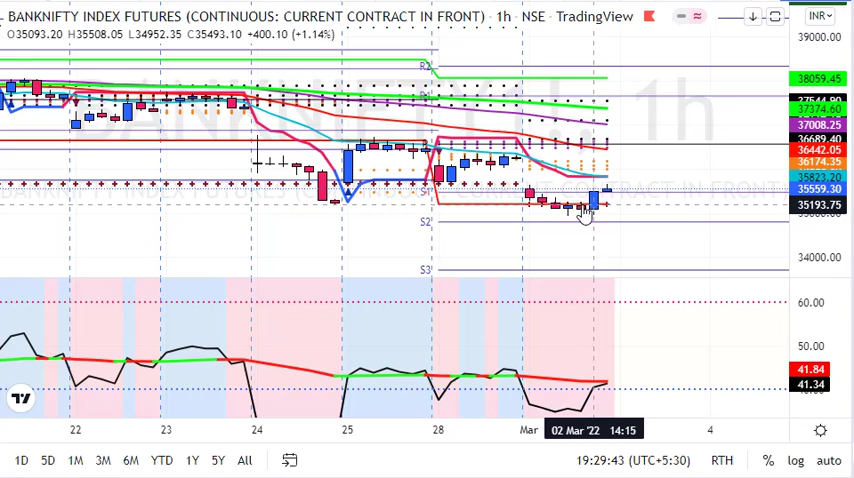 BANKNIFTY INDEX FUTURES (CONTINUOUS: CURRENT CONTRACT IN FRONT) · 1h · NSE · TradingView
INR
O35093.20 H35508.05 L34952.35 C35493.10 +400.10 (+1.14%)
39000.00
R2
38059.45
37374.60
37008.25
36689.40
36442.05
36174.35
35823.20
35559.30
S1
35193.75
S2
34000.00
S3
60.00
50.00
41.84
41.34
22 23 24 25 28 Mar 02 Mar '22 14:15 4
1D 5D 1M 3M 6M YTD 1Y 5Y All 19:29:43 (UTC+5:30) RTH % log auto